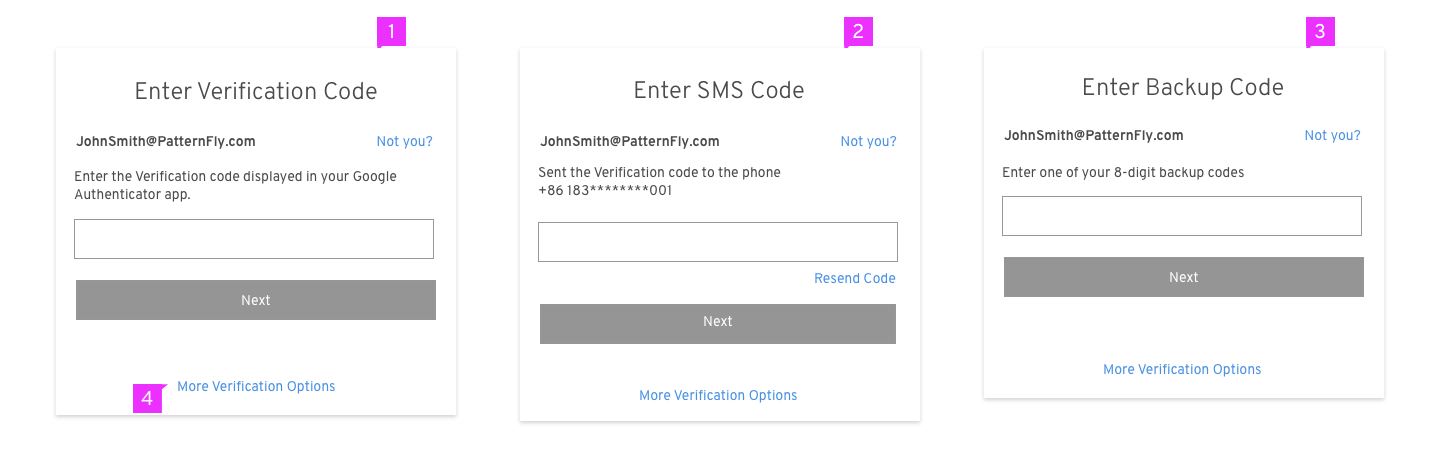 1
Enter Verification Code
JohnSmith@PatternFly.com Not you?
Enter the Verification code displayed in your Google
Authenticator app.
Next
More Verification Options
4
2
Enter SMS Code
JohnSmith@PatternFly.com Not you?
Sent the Verification code to the phone
+86 183********001
Resend Code
Next
More Verification Options
3
Enter Backup Code
JohnSmith@PatternFly.com Not you?
Enter one of your 8-digit backup codes
Next
More Verification Options